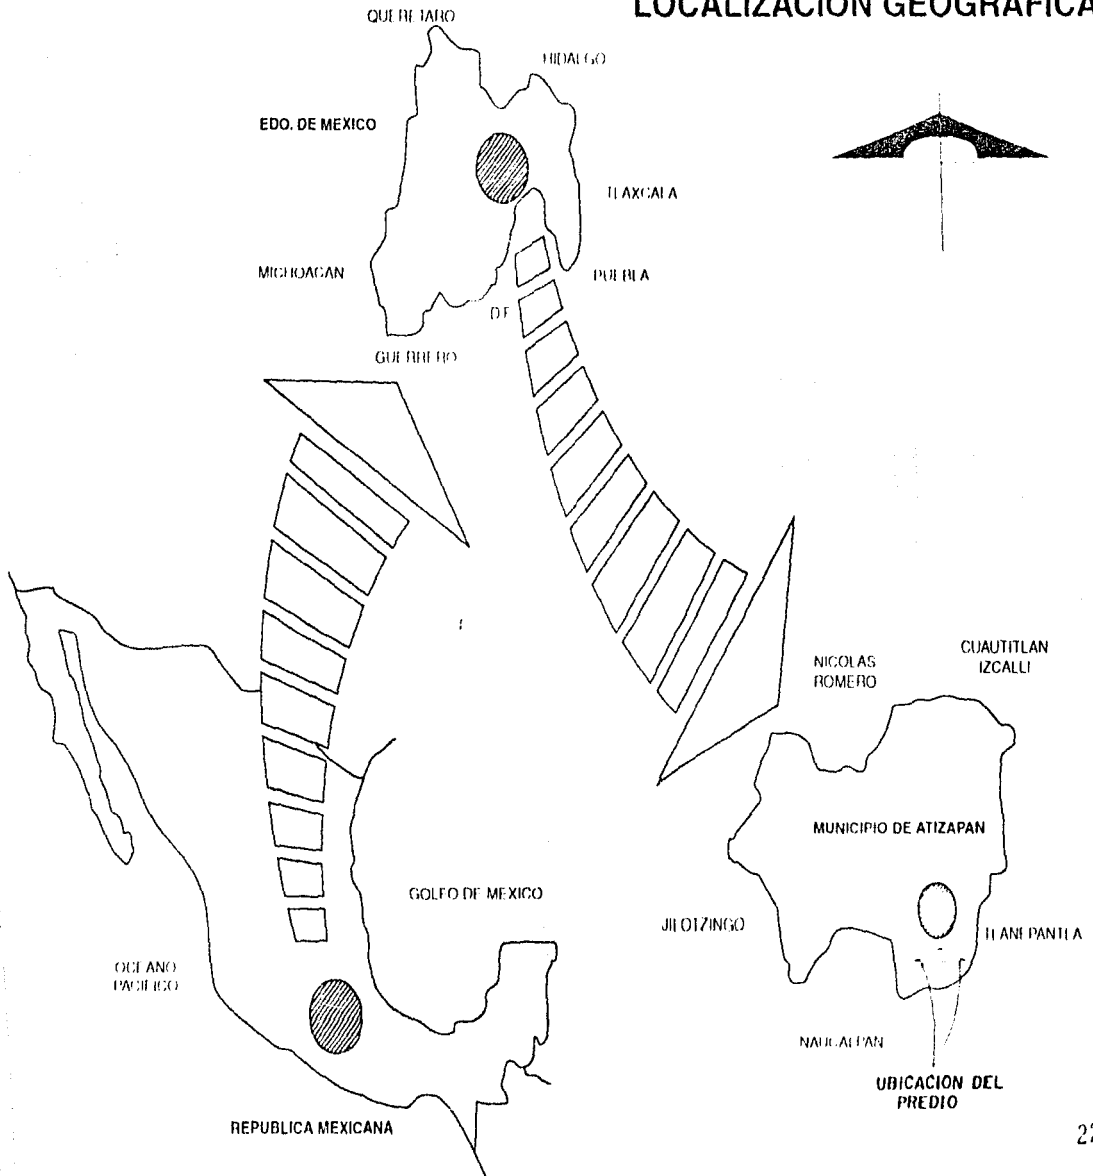 LOCALIZACION GEOGRAFICA
QUERETARO
HIDALGO
EDO. DE MEXICO
TLAXCALA
MICHOACAN
PUEBLA
D.F.
GUERRERO
NICOLAS
ROMERO
CUAUTITLAN
IZCALLI
MUNICIPIO DE ATIZAPAN
GOLFO DE MEXICO
JILOTZINGO
TLANEPANTLA
OCEANO
PACIFICO
NAUCALPAN
UBICACION DEL
PREDIO
REPUBLICA MEXICANA